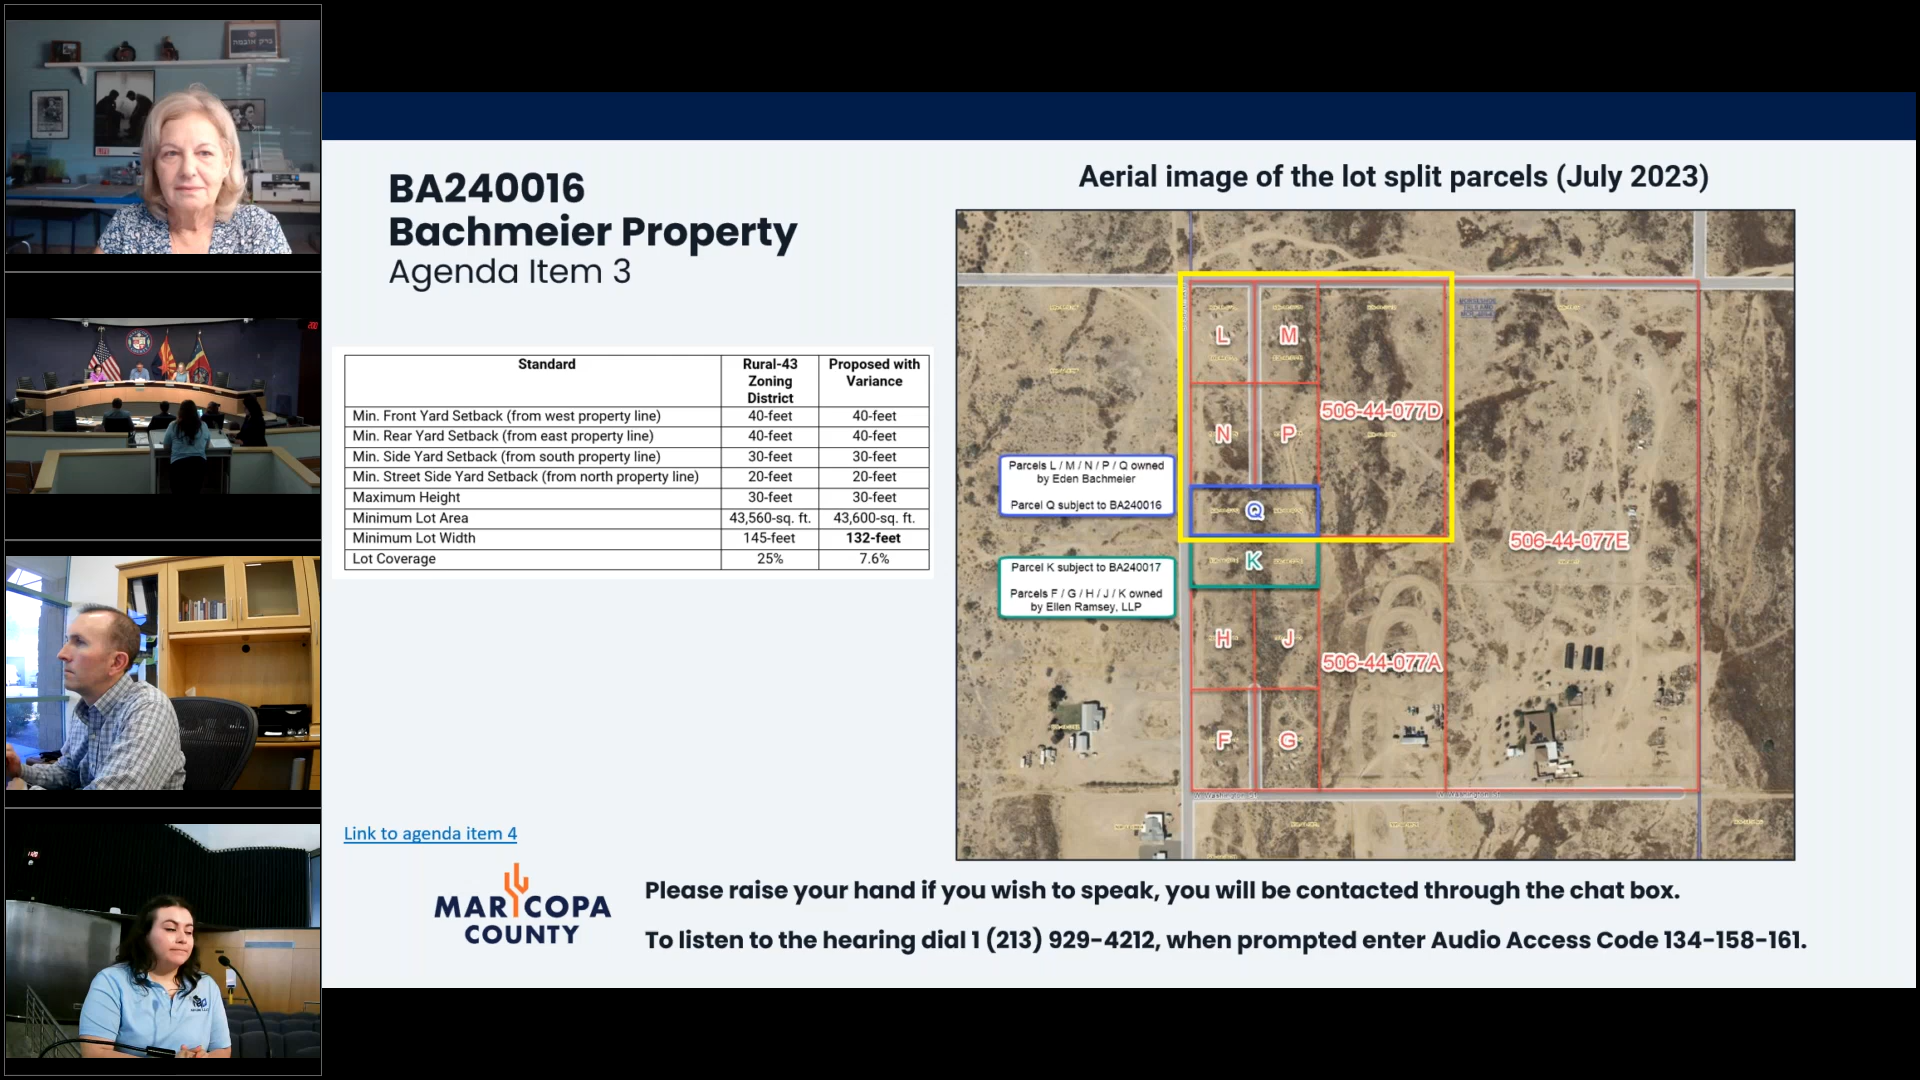 BA240016
Bachmeier Property
Agenda Item 3
Standard
Rural-43 Zoning District
Proposed with Variance
Min. Front Yard Setback (from west property line) 40-feet 40-feet
Min. Rear Yard Setback (from east property line) 40-feet 40-feet
Min. Side Yard Setback (from south property line) 30-feet 30-feet
Min. Street Side Yard Setback (from north property line) 20-feet 20-feet
Maximum Height 30-feet 30-feet
Minimum Lot Area 43,560-sq. ft. 43,600-sq. ft.
Minimum Lot Width 145-feet 132-feet
Lot Coverage 25% 7.6%
Link to agenda item 4
Aerial image of the lot split parcels (July 2023)
L M
506-44-077D
N P
Parcels L / M / N / P / Q owned
by Eden Bachmeier
Parcel Q subject to BA240016
Q
506-44-077E
K
Parcel K subject to BA240017
Parcels F / G / H / J / K owned
by Ellen Ramsey, LLP
H J
506-44-077A
F G
W Washington St W Washington St
MARICOPA
COUNTY
Please raise your hand if you wish to speak, you will be contacted through the chat box.
To listen to the hearing dial 1 (213) 929-4212, when prompted enter Audio Access Code 134-158-161.